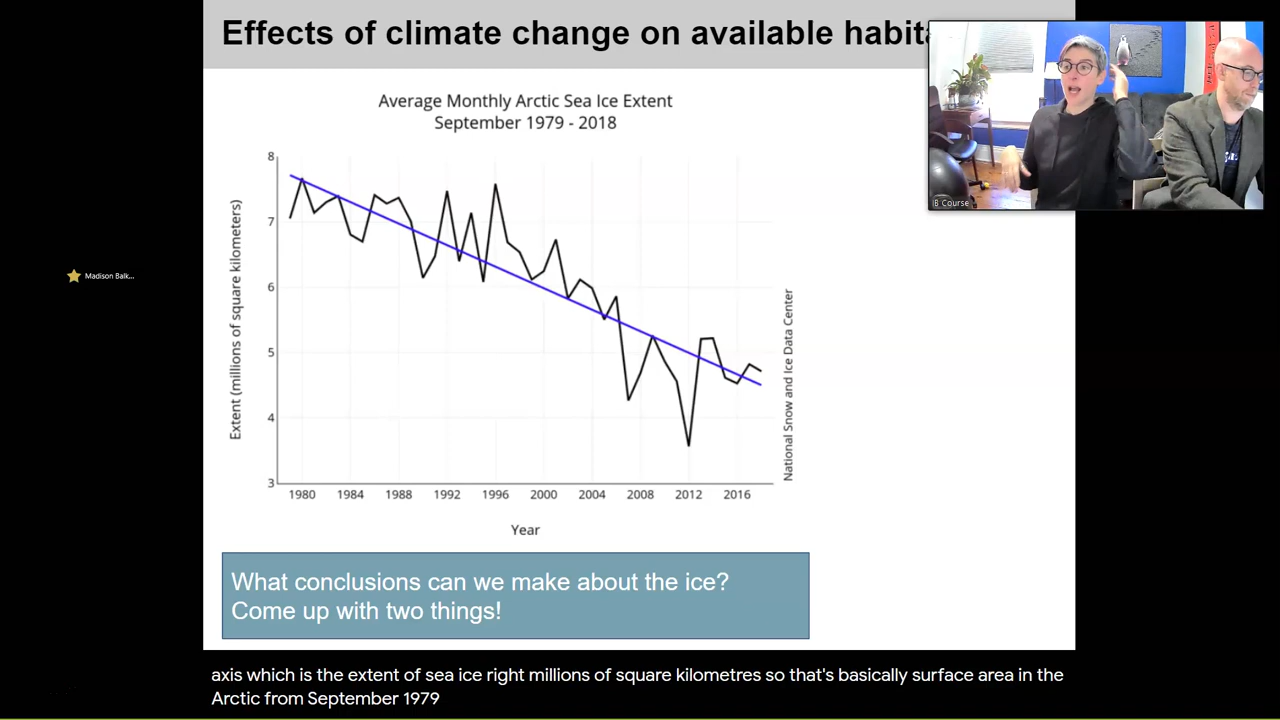 Effects of climate change on available
Average Monthly Arctic Sea Ice Extent
September 1979 - 2018
Extent (millions of square kilometers)
8
7
6
5
4
3
1980 1984 1988 1992 1996 2000 2004 2008 2012 2016
Year
National Snow and Ice Data Center
What conclusions can we make about the ice?
Come up with two things!
Madison Balk...
IB Course
axis which is the extent of sea ice right millions of square kilometres so that's basically surface area in the
Arctic from September 1979